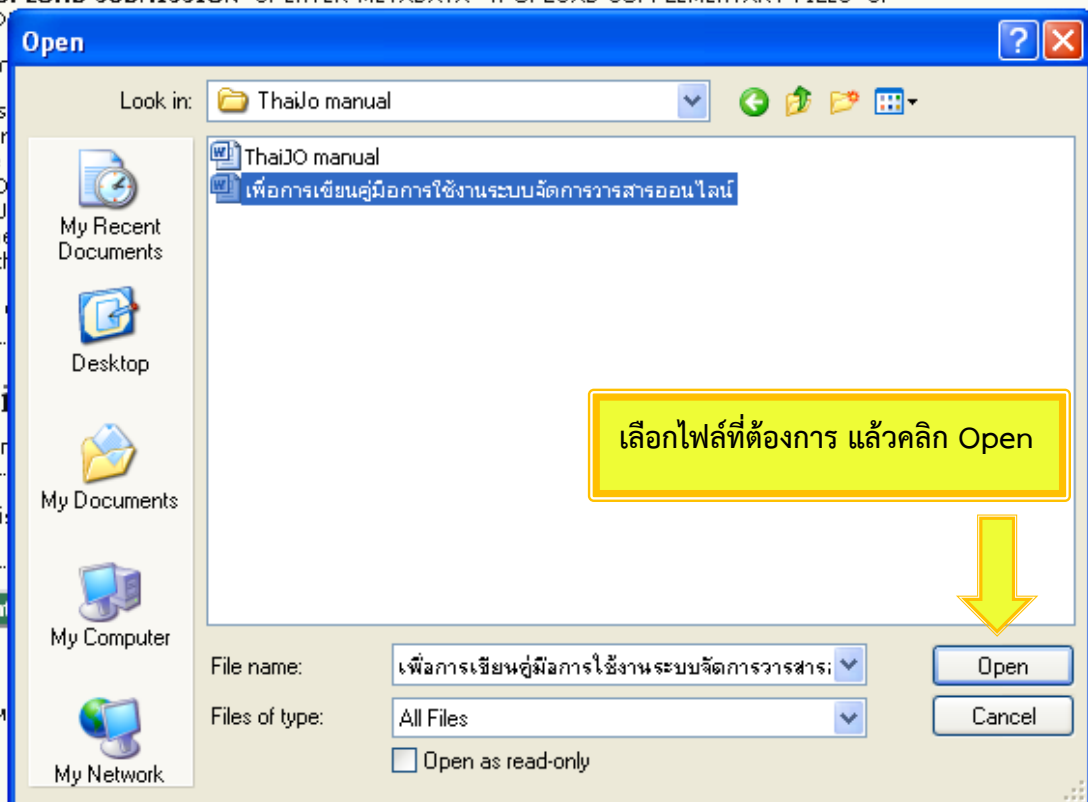 Open
Look in:
ThaiJo manual
ThaiJO manual
เพื่อการเขียนคู่มือการใช้งานระบบจัดการวารสารออนไลน์
My Recent
Documents
Desktop
My Documents
My Computer
My Network
เลือกไฟล์ที่ต้องการ แล้วคลิก Open
File name:
เพื่อการเขียนคู่มือการใช้งานระบบจัดการวารสาร
Open
Files of type:
All Files
Cancel
Open as read-only